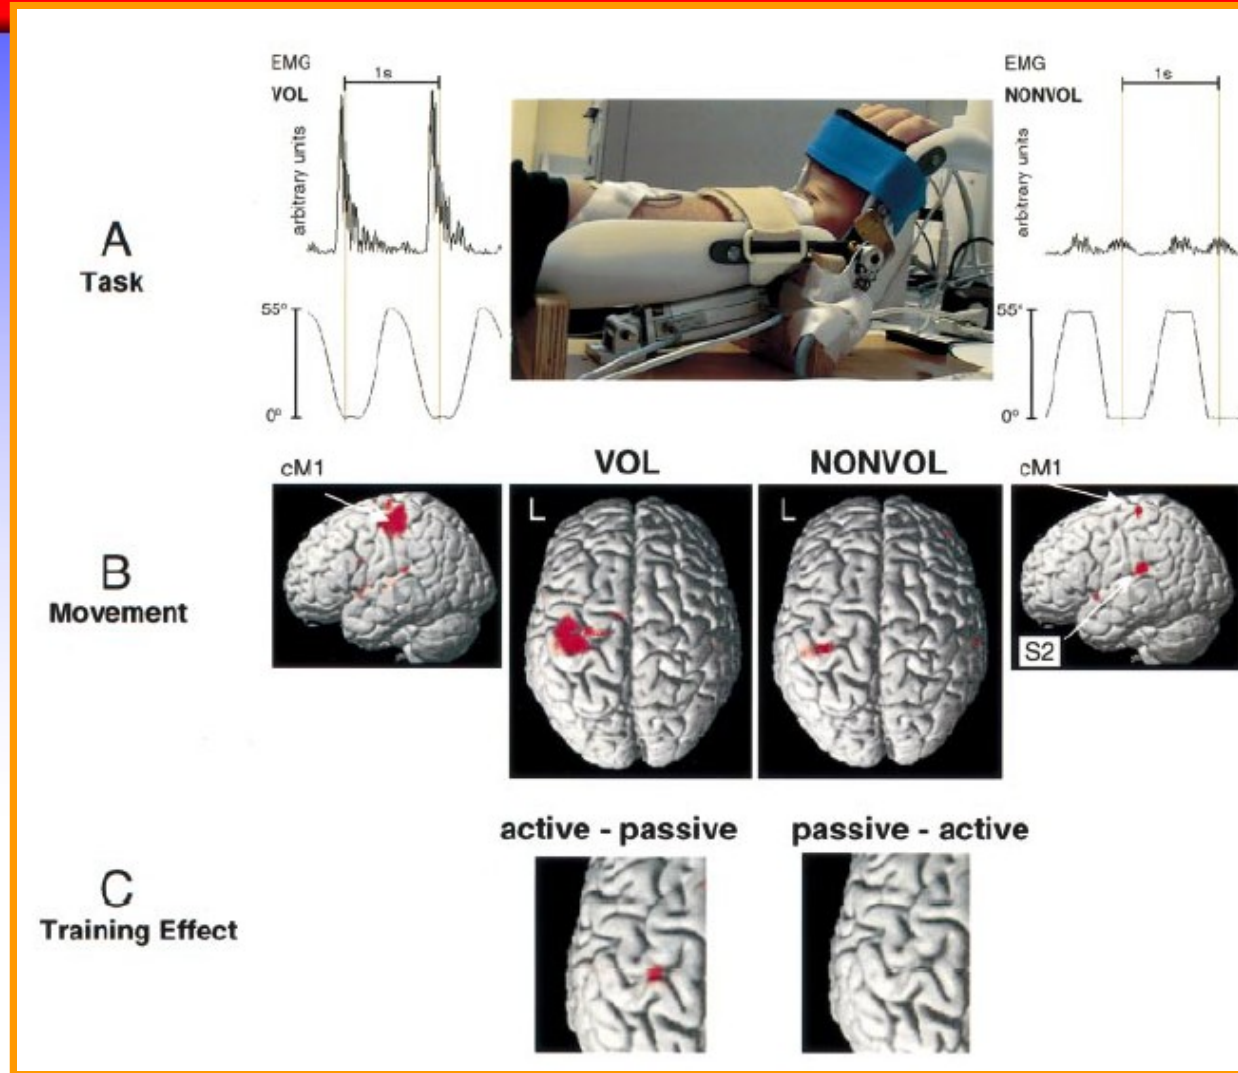 EMG
1s
VOL
arbitrary units
EMG
1s
NONVOL
arbitrary units
A
Task
55°
0°
55°
0°
cM1
VOL
NONVOL
cM1
L
L
B
Movement
S2
active - passive
passive - active
C
Training Effect